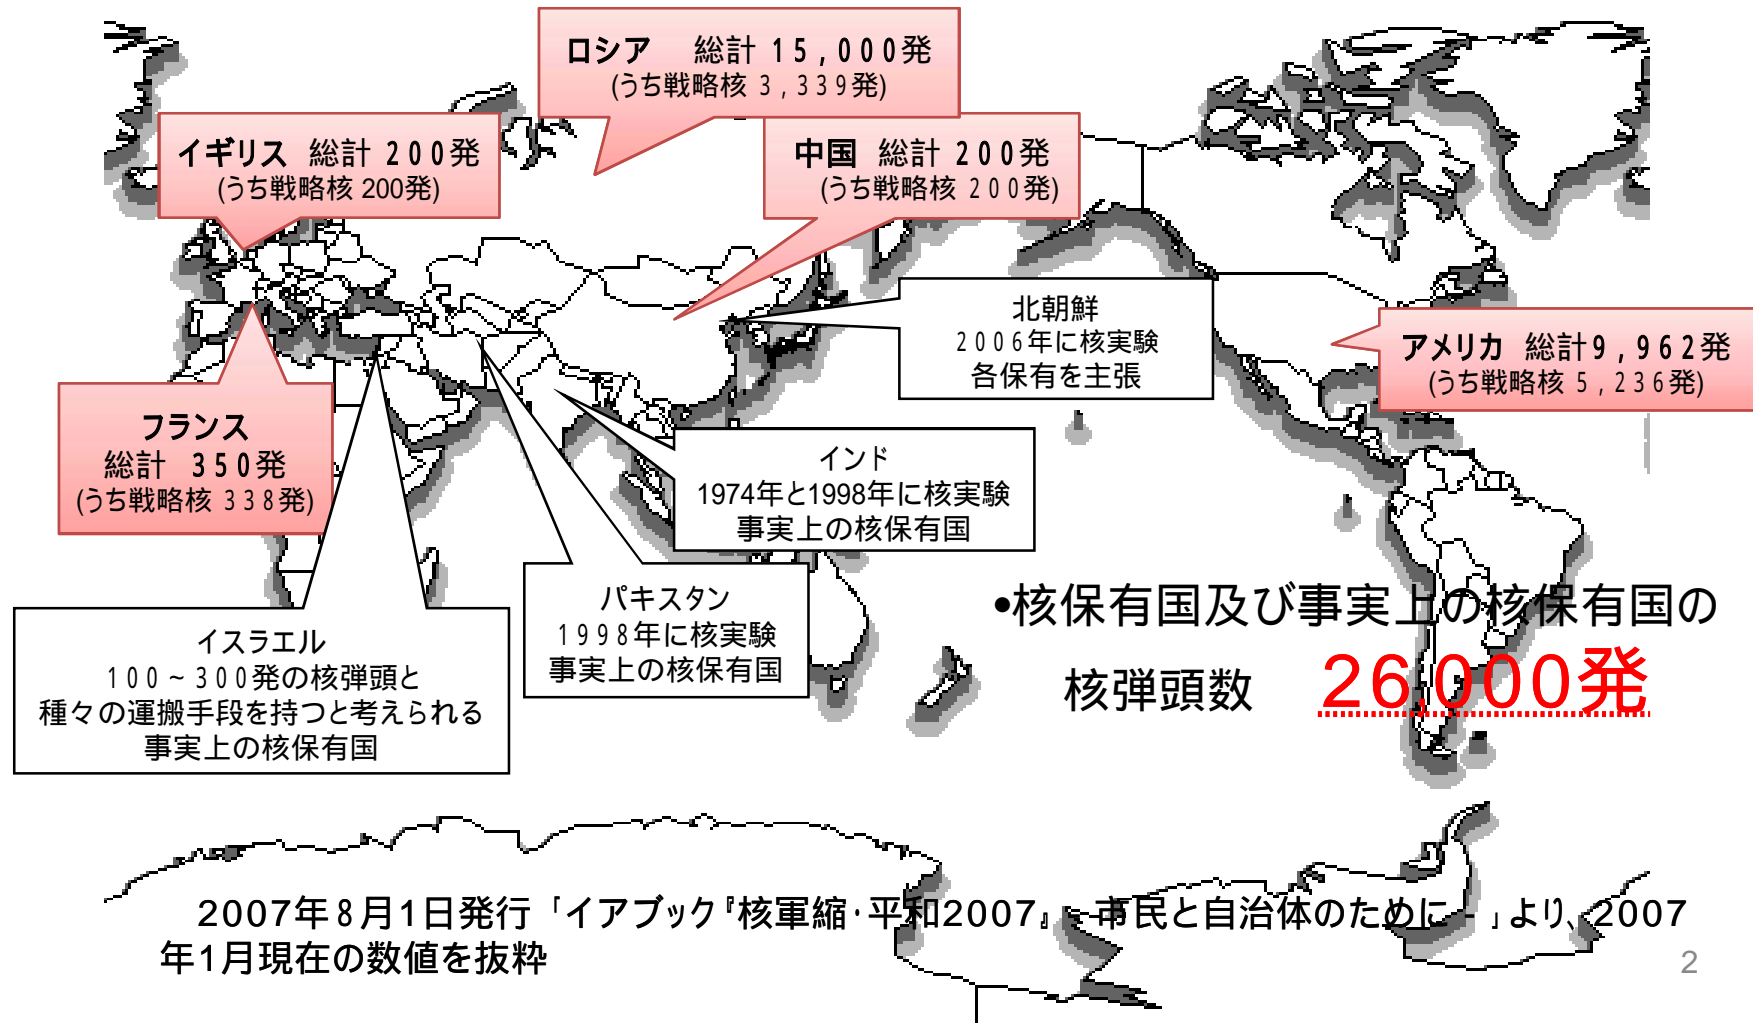 ロシア　総計 15,000発
(うち戦略核 3,339発)
イギリス 総計 200発
(うち戦略核 200発)
中国 総計 200発
(うち戦略核 200発)
北朝鮮
2006年に核実験
各保有を主張
アメリカ 総計9,962発
(うち戦略核 5,236発)
フランス
総計 350発
(うち戦略核 338発)
インド
1974年と1998年に核実験
事実上の核保有国
パキスタン
1998年に核実験
事実上の核保有国
イスラエル
100~300発の核弾頭と
種々の運搬手段を持つと考えられる
事実上の核保有国
•核保有国及び事実上の核保有国の
核弾頭数　26,000発
2007年8月1日発行「イアブック『核軍縮・平和2007』-市民と自治体のために-」より、2007
年1月現在の数値を抜粋
2